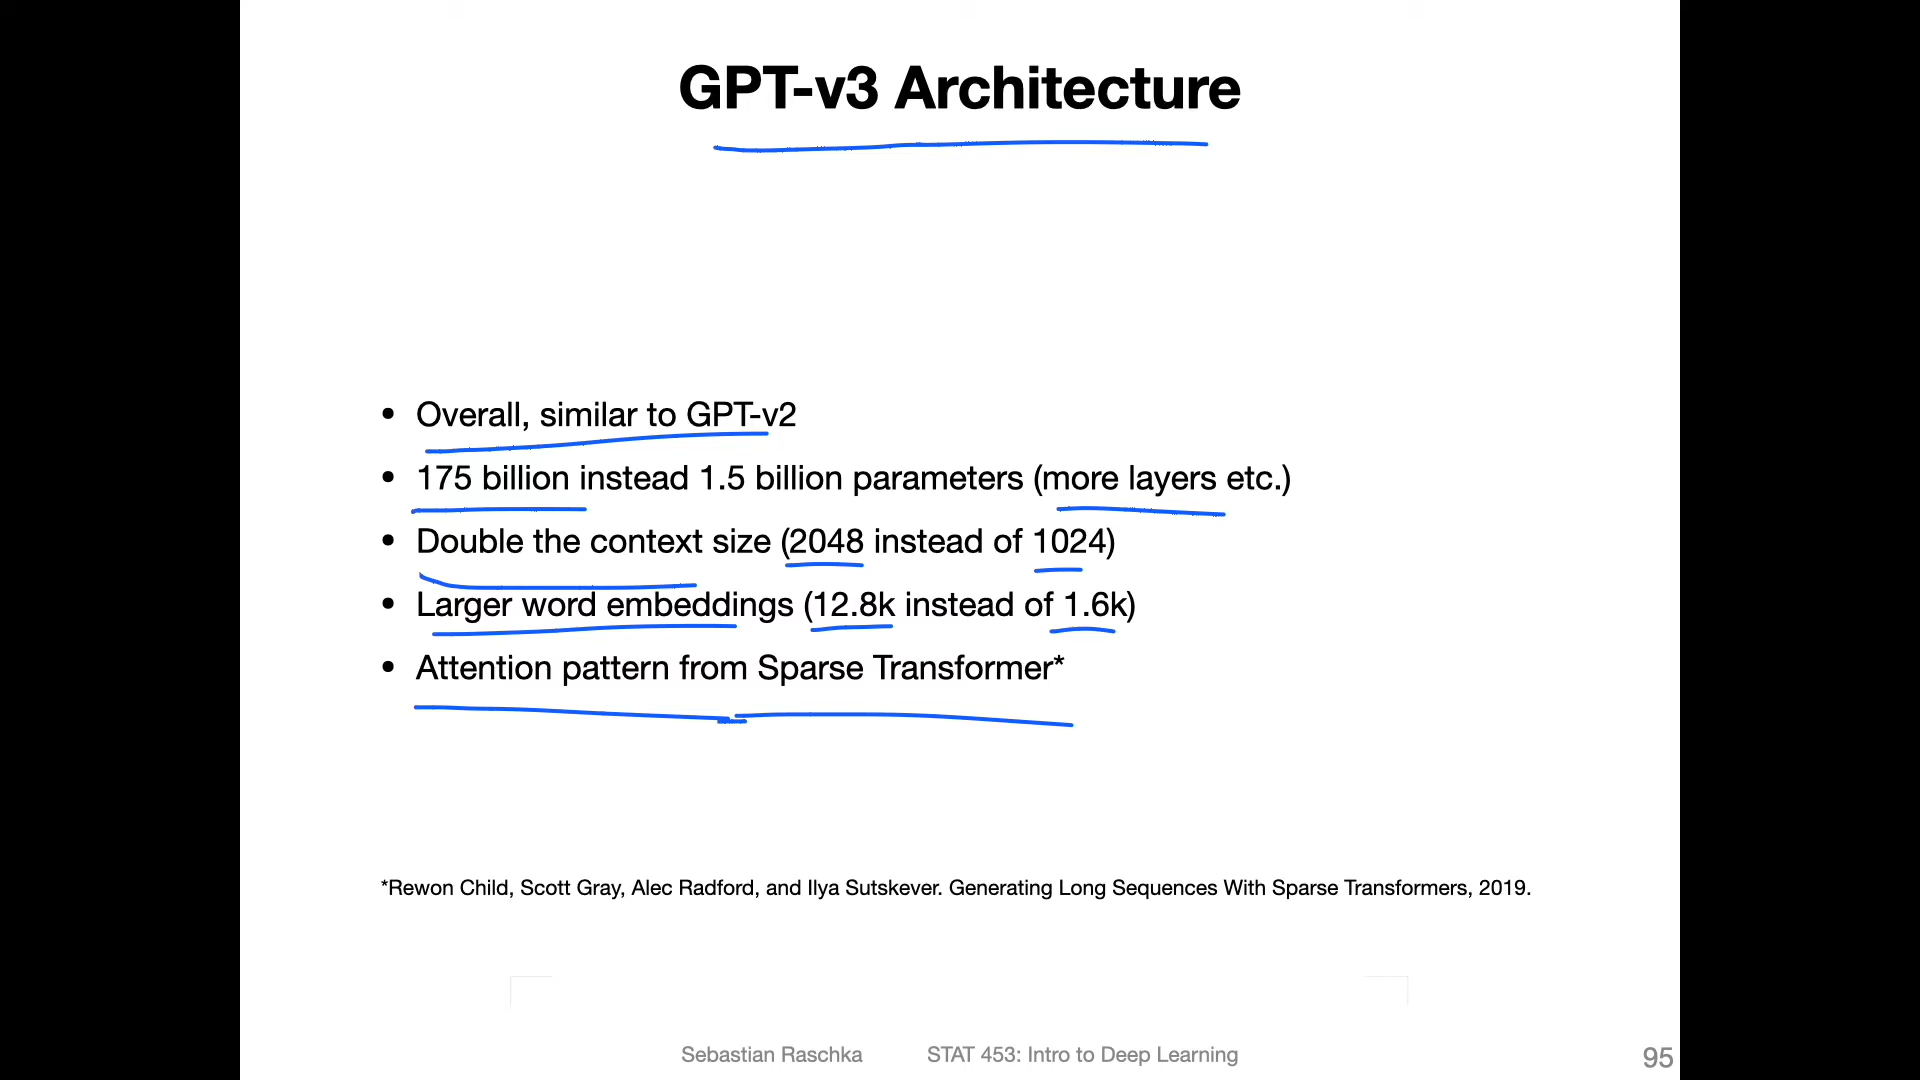 GPT-v3 Architecture
• Overall, similar to GPT-v2
• 175 billion instead 1.5 billion parameters (more layers etc.)
• Double the context size (2048 instead of 1024)
• Larger word embeddings (12.8k instead of 1.6k)
• Attention pattern from Sparse Transformer*
*Rewon Child, Scott Gray, Alec Radford, and Ilya Sutskever. Generating Long Sequences With Sparse Transformers, 2019.
Sebastian Raschka STAT 453: Intro to Deep Learning 95